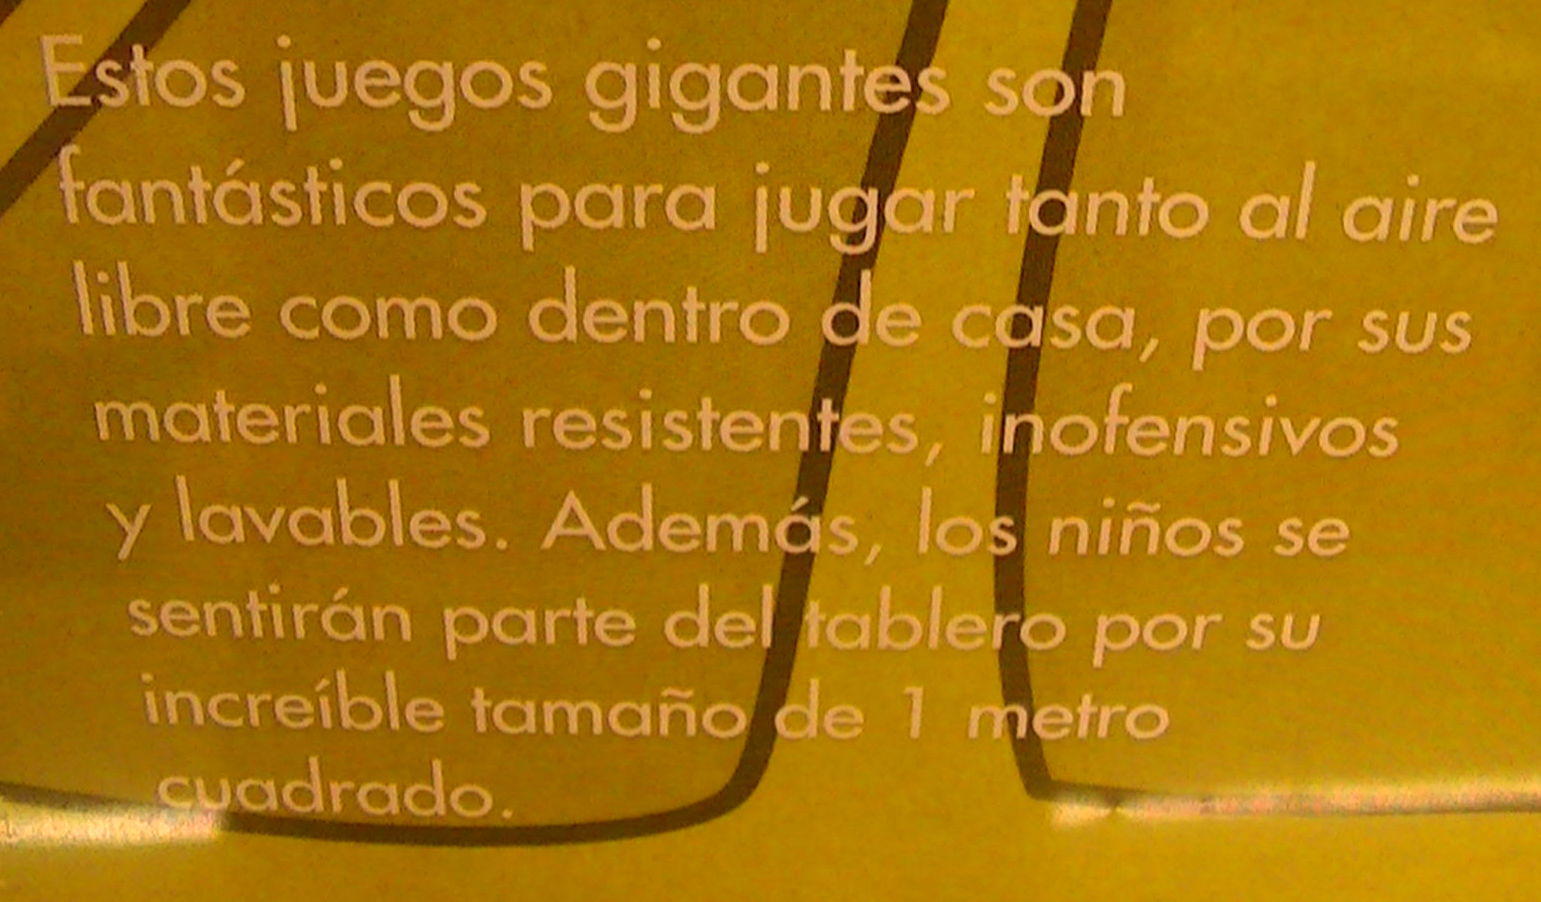 Estos juegos gigantes son
fantásticos para jugar tanto al aire
libre como dentro de casa, por sus
materiales resistentes, inofensivos
y lavables. Además, los niños se
sentirán parte del tablero por su
increíble tamaño de 1 metro
cuadrado.